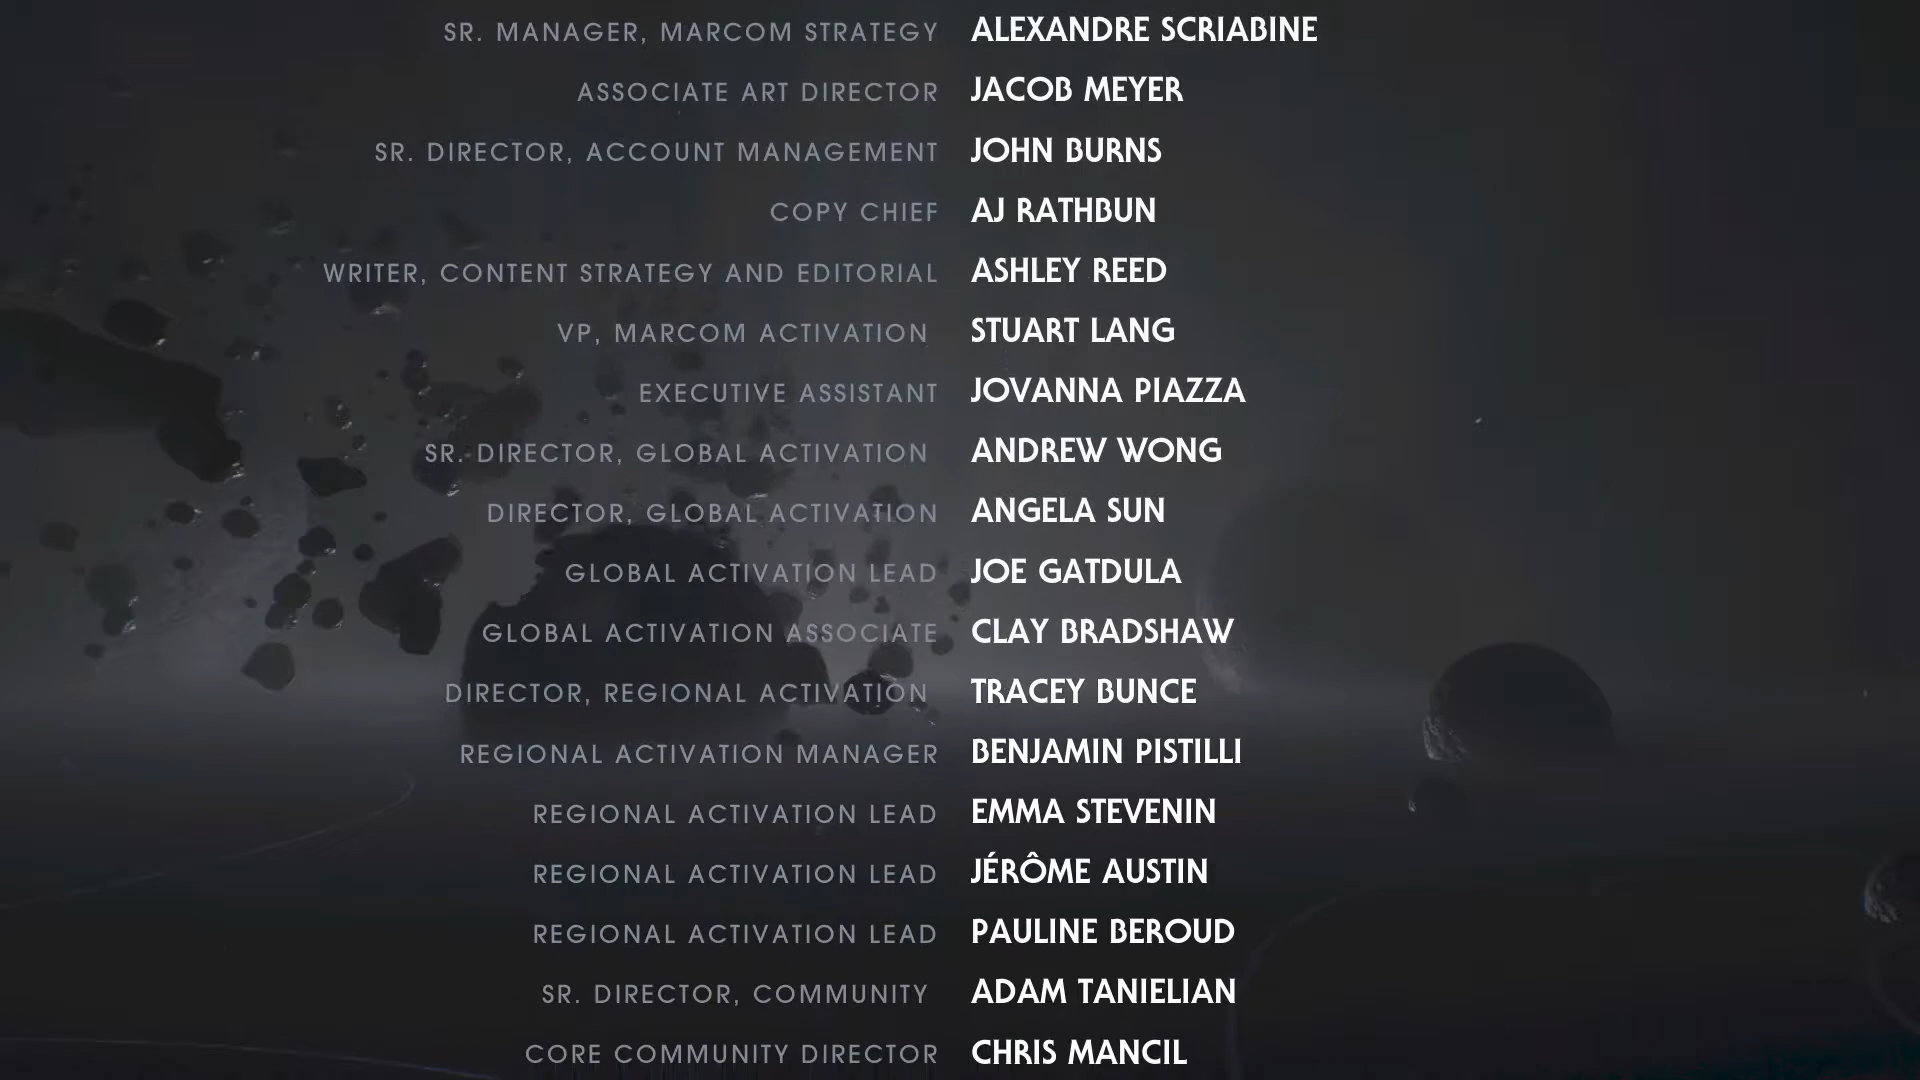 SR. MANAGER, MARCOM STRATEGY ALEXANDRE SCRIABINE
ASSOCIATE ART DIRECTOR JACOB MEYER
SR. DIRECTOR, ACCOUNT MANAGEMENT JOHN BURNS
COPY CHIEF AJ RATHBUN
WRITER, CONTENT STRATEGY AND EDITORIAL ASHLEY REED
VP, MARCOM ACTIVATION STUART LANG
EXECUTIVE ASSISTANT JOVANNA PIAZZA
SR. DIRECTOR, GLOBAL ACTIVATION ANDREW WONG
DIRECTOR, GLOBAL ACTIVATION ANGELA SUN
GLOBAL ACTIVATION LEAD JOE GATDULA
GLOBAL ACTIVATION ASSOCIATE CLAY BRADSHAW
DIRECTOR, REGIONAL ACTIVATION TRACEY BUNCE
REGIONAL ACTIVATION MANAGER BENJAMIN PISTILLI
REGIONAL ACTIVATION LEAD EMMA STEVENIN
REGIONAL ACTIVATION LEAD JÉRÔME AUSTIN
REGIONAL ACTIVATION LEAD PAULINE BEROUD
SR. DIRECTOR, COMMUNITY ADAM TANIELIAN
CORE COMMUNITY DIRECTOR CHRIS MANCIL